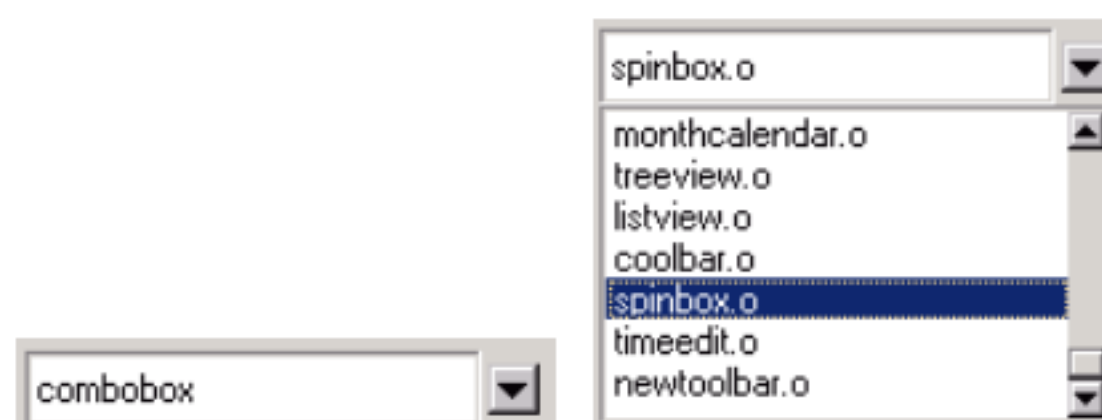 spinbox.o
monthcalendar.o
treeview.o
listview.o
coolbar.o
spinbox.o
timeedit.o
newtoolbar.o
combobox